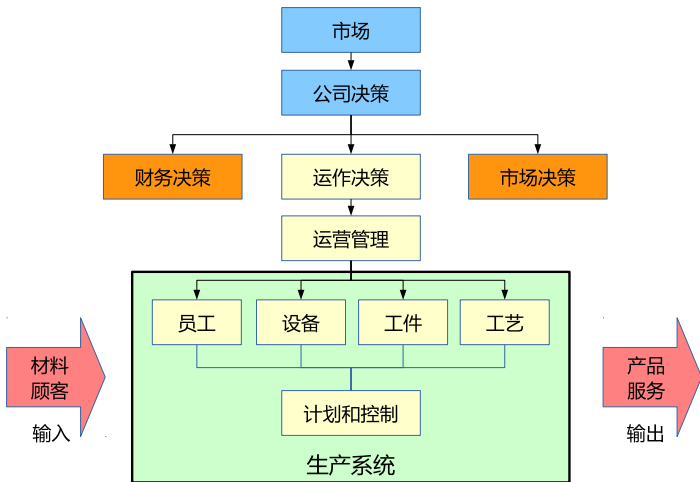 市场
公司决策
财务决策
运作决策
市场决策
运营管理
员工
设备
工件
工艺
材料
顾客
输入
计划和控制
生产系统
产品
服务
输出